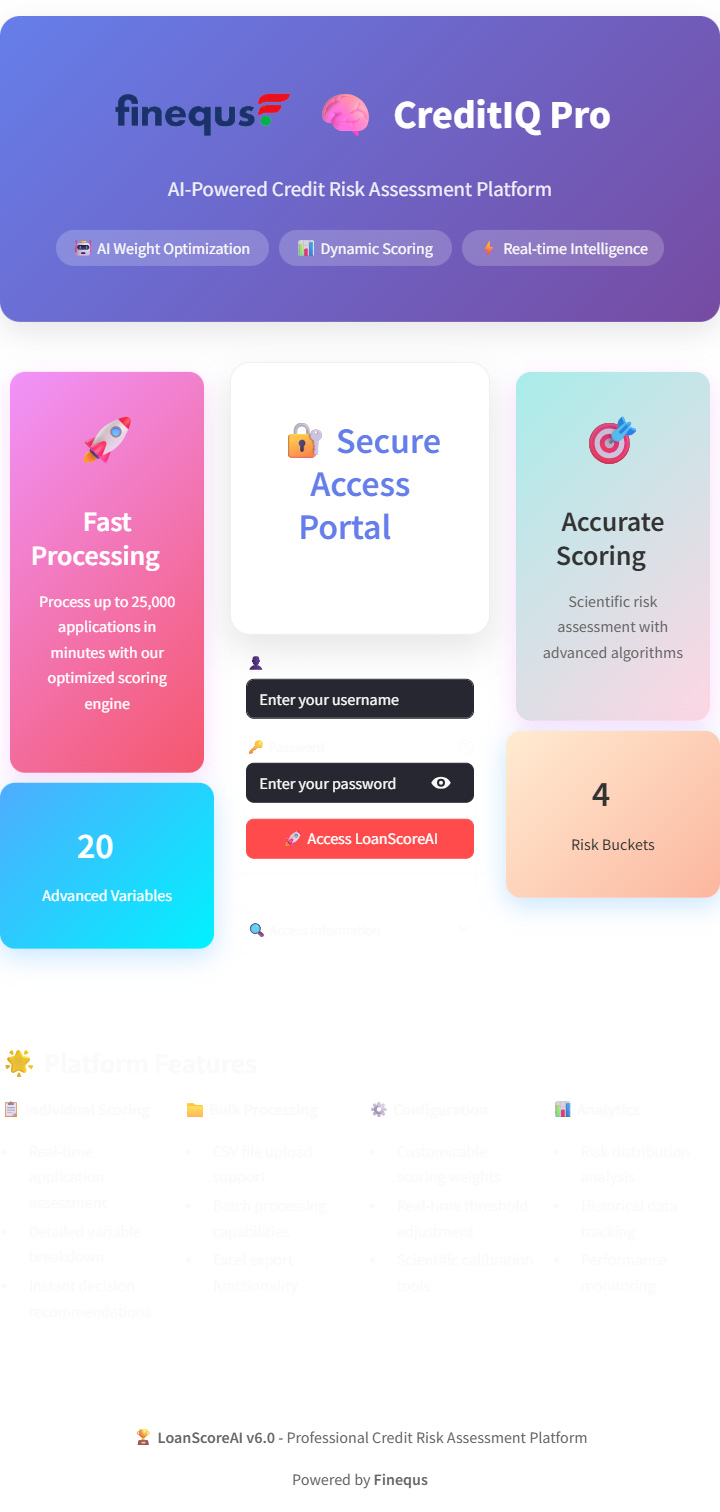 finequs
CreditIQ Pro
AI-Powered Credit Risk Assessment Platform
AI Weight Optimization
Dynamic Scoring
Real-time Intelligence
Fast
Processing
Process up to 25,000
applications in
minutes with our
optimized scoring
engine
20
Advanced Variables
Secure
Access
Portal
Enter your username
Password
Enter your password
Access LoanScoreAI
Access Information
Accurate
Scoring
Scientific risk
assessment with
advanced algorithms
4
Risk Buckets
Platform Features
Individual Scoring
Real-time
application
assessment
Detailed variable
breakdown
Instant decision
recommendations
Bulk Processing
CSV file upload
support
Batch processing
capabilities
Excel export
functionality
Configuration
Customizable
scoring weights
Real-time threshold
adjustment
Scientific calibration
tools
Analytics
Risk distribution
analysis
Historical data
tracking
Performance
monitoring
LoanScoreAI v6.0 - Professional Credit Risk Assessment Platform
Powered by Finequs